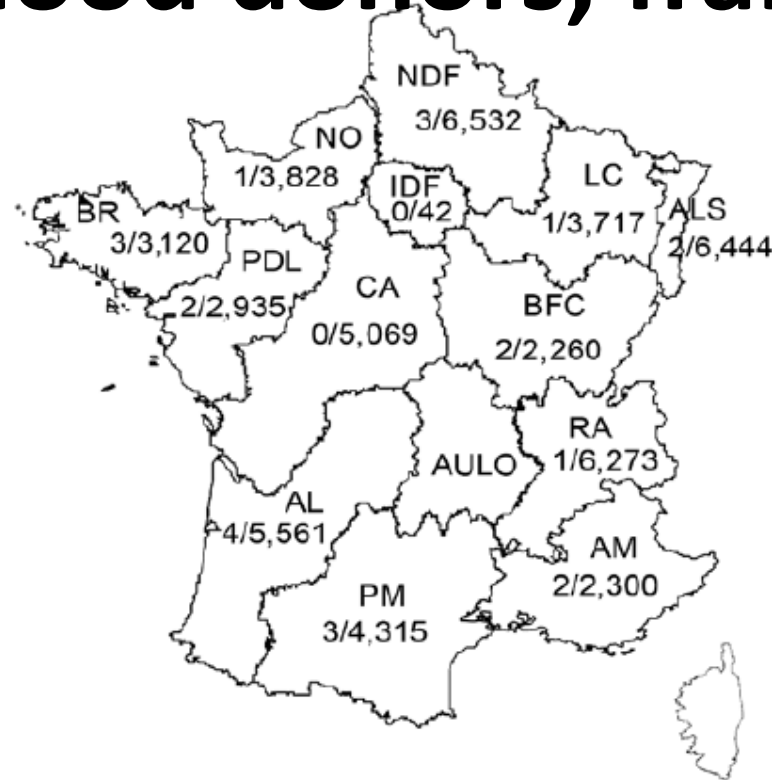 NDF
3/6,532
NO
1/3,828
IDF
0/42
LC
1/3,717
ALS
2/6,444
BR
3/3,120
PDL
2/2,935
CA
0/5,069
BFC
2/2,260
RA
1/6,273
AULO
AL
4/5,561
AM
2/2,300
PM
3/4,315